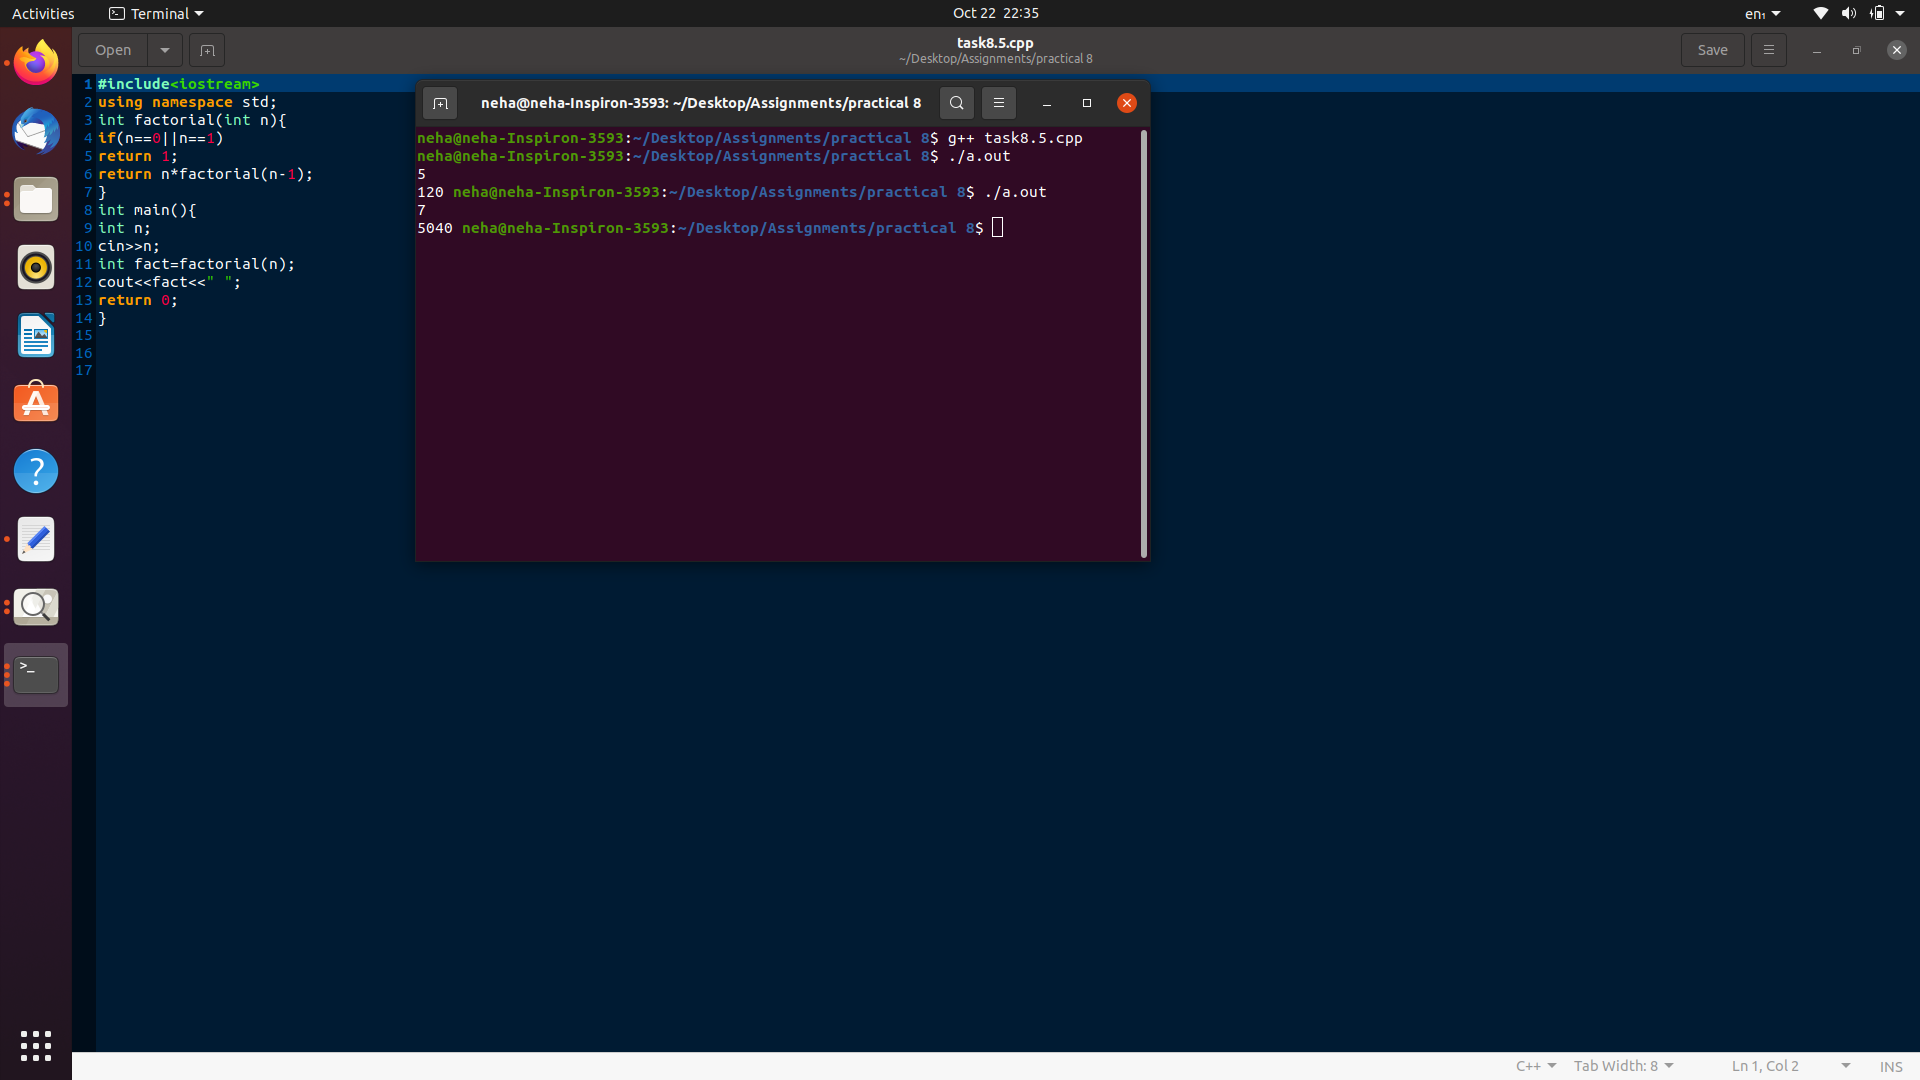 Activities
Terminal
Oct 22 22:35
en₁
Open
task8.5.cpp
~/Desktop/Assignments/practical 8
Save
1 #include<iostream>
2 using namespace std;
3 int factorial(int n){
4 if(n==0||n==1)
5 return 1;
6 return n*factorial(n-1);
7 }
8 int main(){
9 int n;
10 cin>>n;
11 int fact=factorial(n);
12 cout<<fact<<" ";
13 return 0;
14 }
15
16
17
neha@neha-Inspiron-3593: ~/Desktop/Assignments/practical 8
neha@neha-Inspiron-3593:~/Desktop/Assignments/practical 8$ g++ task8.5.cpp
neha@neha-Inspiron-3593:~/Desktop/Assignments/practical 8$ ./a.out
5
120 neha@neha-Inspiron-3593:~/Desktop/Assignments/practical 8$ ./a.out
7
5040 neha@neha-Inspiron-3593:~/Desktop/Assignments/practical 8$
C++
Tab Width: 8
Ln 1, Col 2
INS